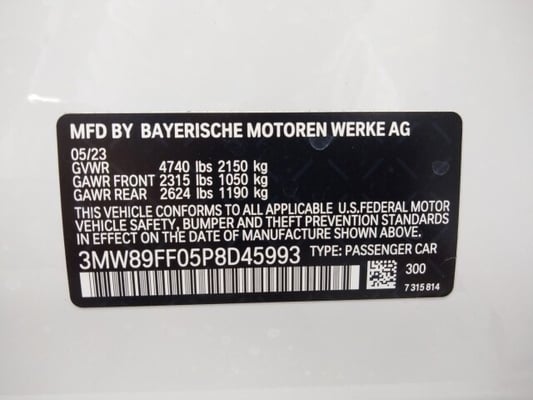 MFD BY BAYERISCHE MOTOREN WERKE AG
05/23
GVWR 4740 lbs 2150 kg
GAWR FRONT 2315 lbs 1050 kg
GAWR REAR 2624 lbs 1190 kg
THIS VEHICLE CONFORMS TO ALL APPLICABLE U.S.FEDERAL MOTOR
VEHICLE SAFETY, BUMPER AND THEFT PREVENTION STANDARDS
IN EFFECT ON THE DATE OF MANUFACTURE SHOWN ABOVE.
3MW89FF05P8D45993 TYPE: PASSENGER CAR
300
7 315 814